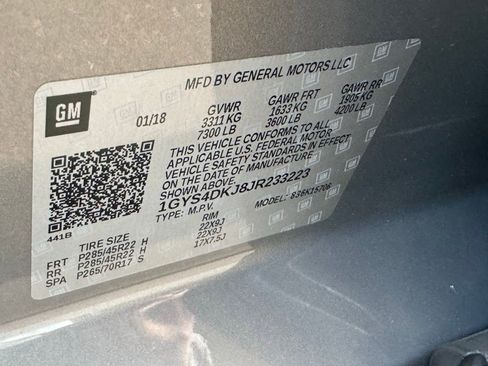 GM
MFD BY GENERAL MOTORS LLC
01/18 GVWR GAWR FRT GAWR RR
3311 KG 1633 KG 1905 KG
7300 LB 3600 LB 4200 LB
THIS VEHICLE CONFORMS TO ALL
APPLICABLE U.S. FEDERAL MOTOR
VEHICLE SAFETY STANDARDS IN EFFECT
ON THE DATE OF MANUFACTURE
SHOWN ABOVE.
1GYS4DKJ8JR233223
TYPE: M.P.V. MODEL: 836K15706
441B
TIRE SIZE RIM
FRT P285/45R22 H 22X9J
RR P285/45R22 H 22X9J
SPA P265/70R17 S 17X7.5J